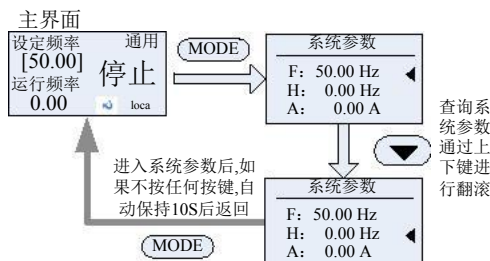 主界面
设定频率 通用
[50.00]
停止
运行频率
0.00 loca
MODE
系统参数
F: 50.00 Hz
H: 0.00 Hz
A: 0.00 A
查询系
统参数
通过上
下键进
行翻滚
进入系统参数后,如
果不按任何按键,自
动保持10S后返回
MODE
系统参数
F: 50.00 Hz
H: 0.00 Hz
A: 0.00 A